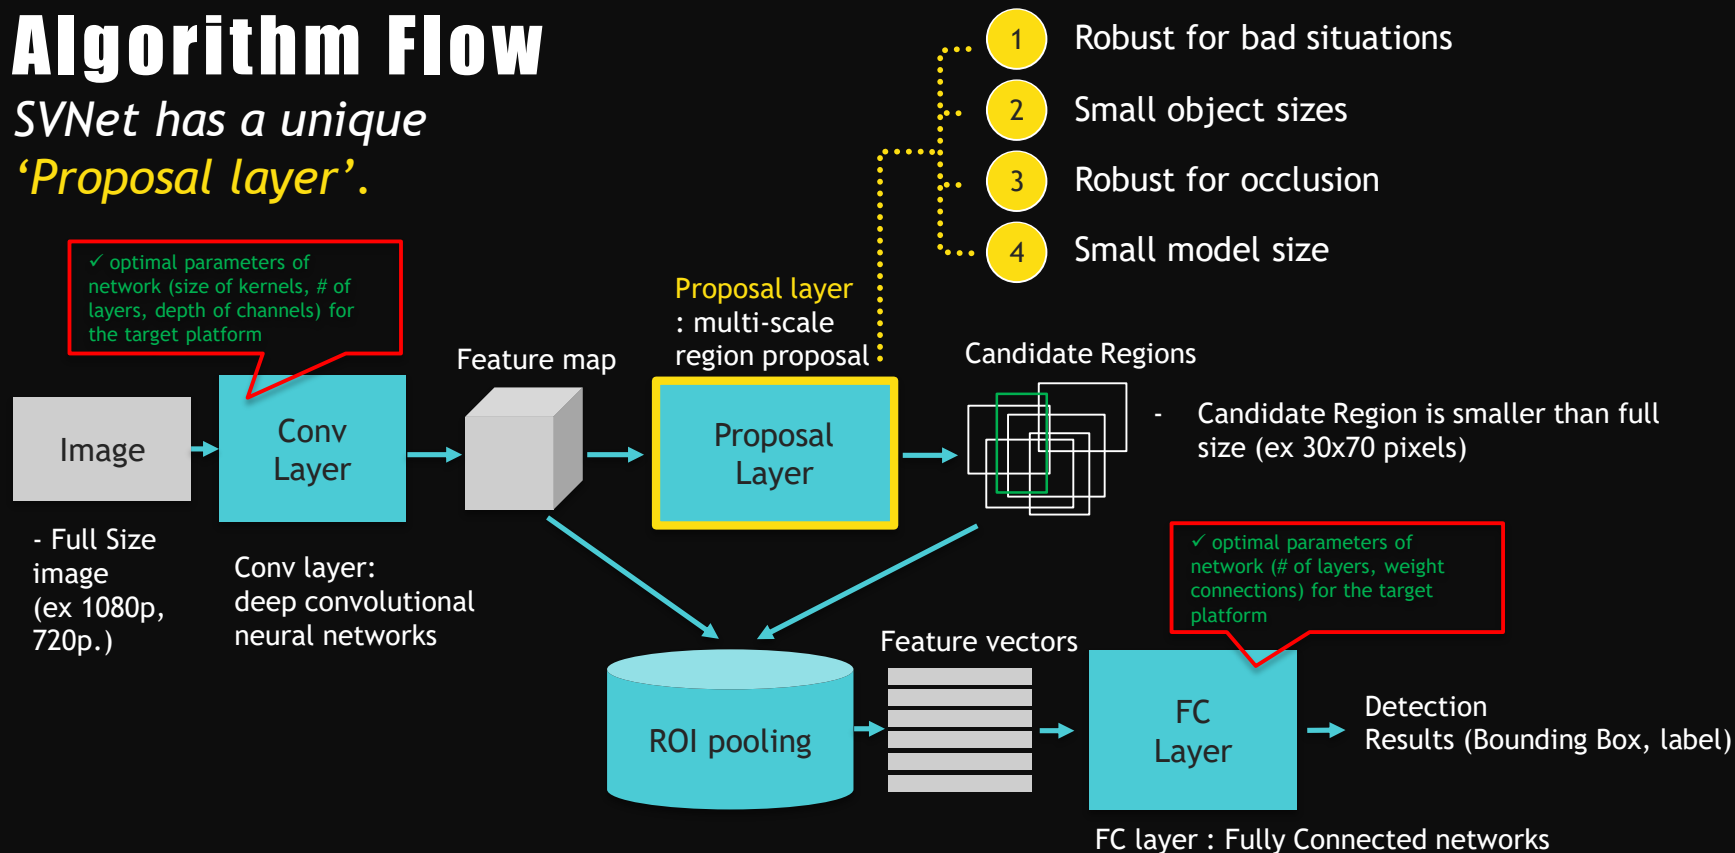 Algorithm Flow
SVNet has a unique
‘Proposal layer’.
1 Robust for bad situations
2 Small object sizes
3 Robust for occlusion
4 Small model size
✓ optimal parameters of
network (size of kernels, # of
layers, depth of channels) for
the target platform
Proposal layer
: multi-scale
region proposal
Feature map
Candidate Regions
Image
Conv
Layer
Proposal
Layer
- Candidate Region is smaller than full
size (ex 30x70 pixels)
- Full Size
image
(ex 1080p,
720p.)
Conv layer:
deep convolutional
neural networks
✓ optimal parameters of
network (# of layers, weight
connections) for the target
platform
ROI pooling
Feature vectors
FC
Layer
Detection
Results (Bounding Box, label)
FC layer : Fully Connected networks